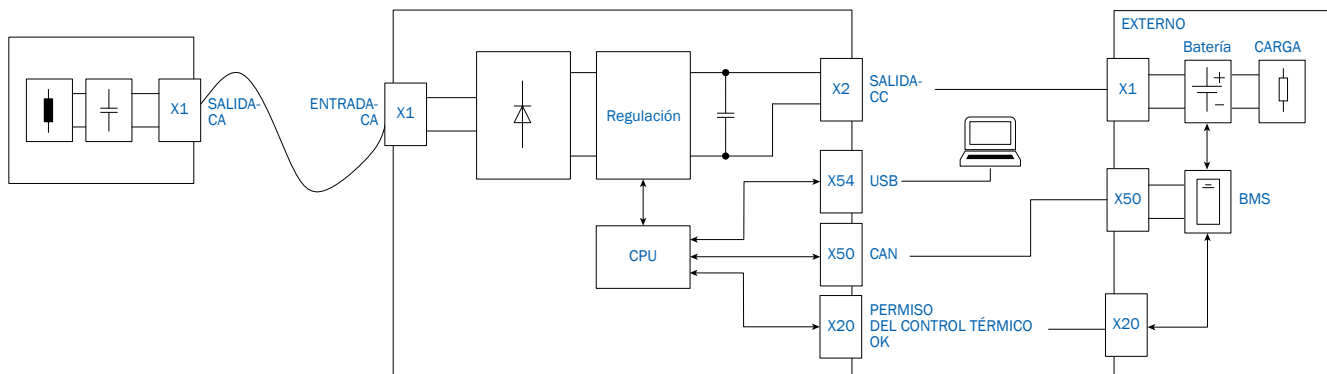 X1
SALIDA-
CA
ENTRADA-
CA
X1
Regulación
CPU
X2
SALIDA-
CC
X54
USB
X50
CAN
X20
PERMISO
DEL CONTROL TÉRMICO
OK
EXTERNO
X1
Batería
CARGA
+
−
X50
BMS
X20